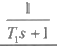 1
T₁s + 1